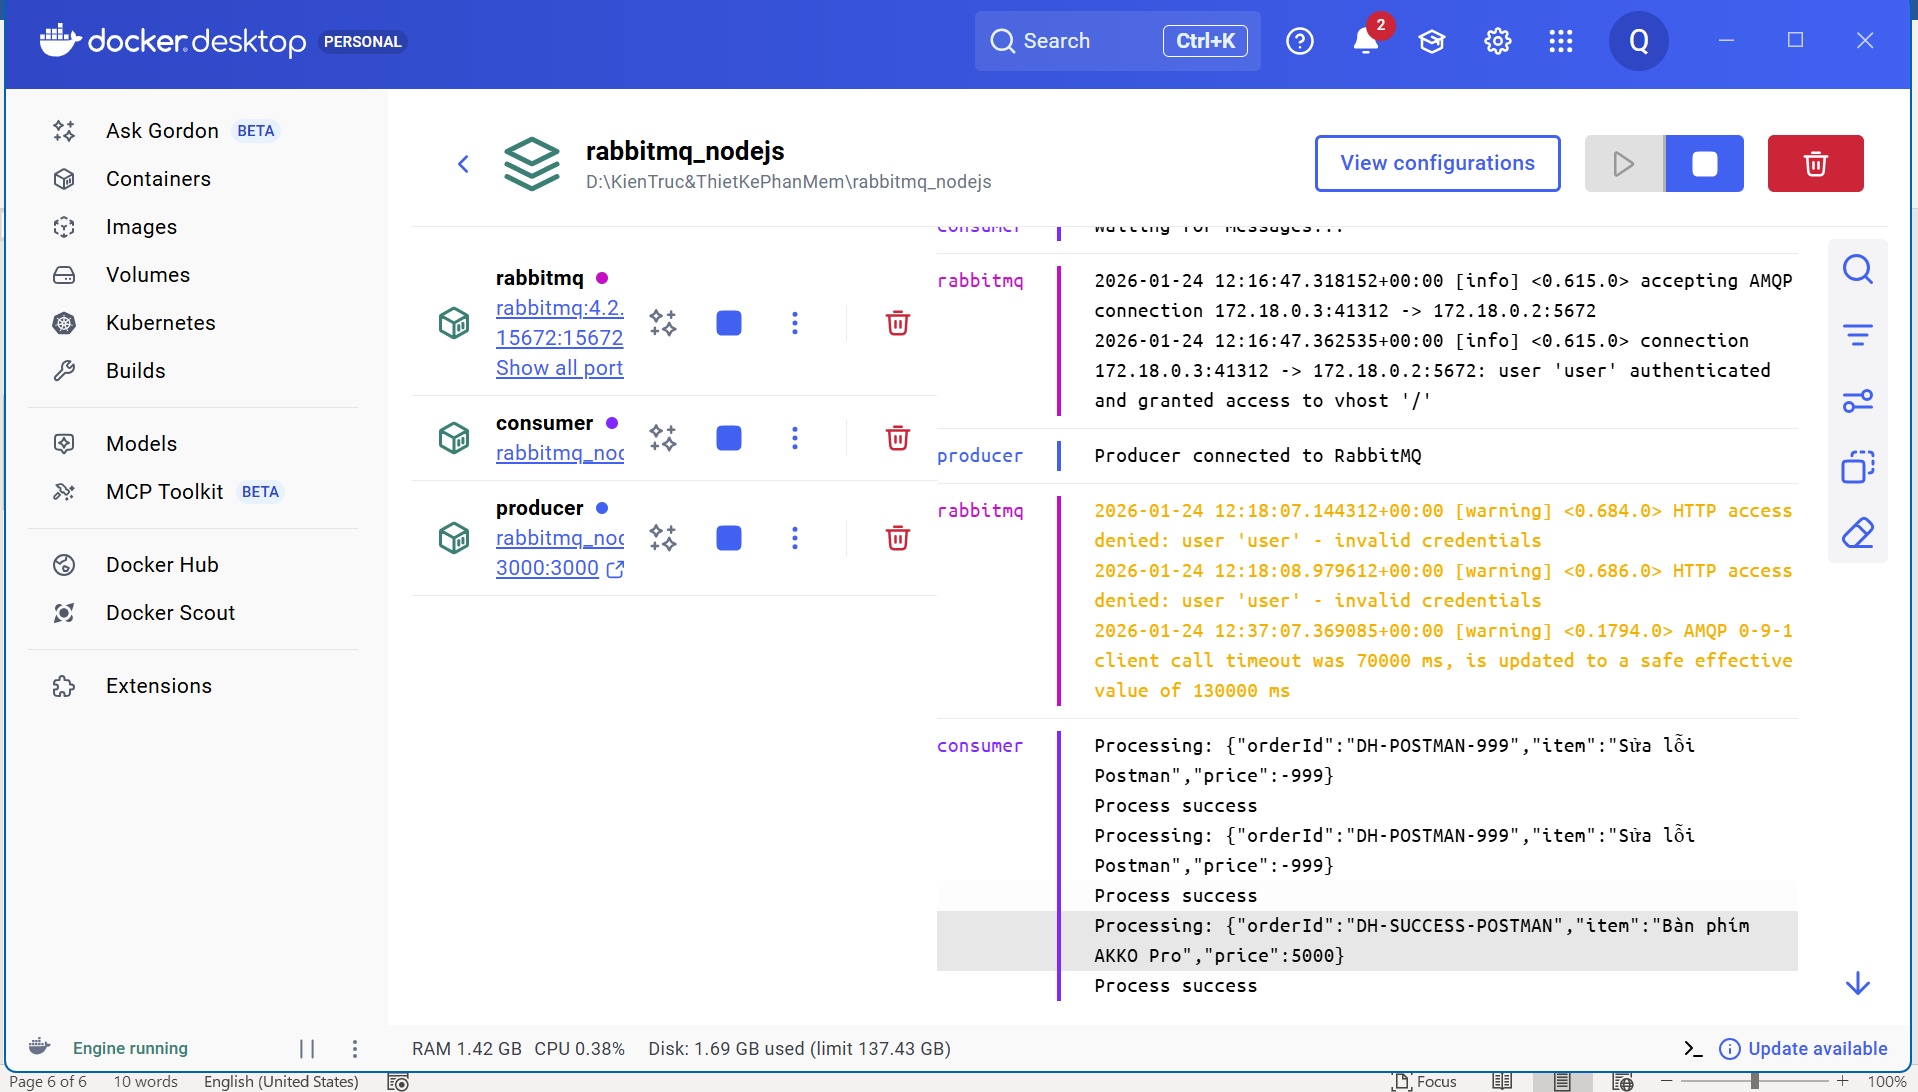 docker desktop PERSONAL
Search Ctrl+K
2
Q
Ask Gordon BETA
Containers
Images
Volumes
Kubernetes
Builds
Models
MCP Toolkit BETA
Docker Hub
Docker Scout
Extensions
rabbitmq_nodejs
D:\KienTruc&ThietKePhanMem\rabbitmq_nodejs
View configurations
rabbitmq
rabbitmq:4.2.
15672:15672
Show all port
consumer
rabbitmq_noc
producer
rabbitmq_noc
3000:3000
consumer Waiting for messages...
rabbitmq 2026-01-24 12:16:47.318152+00:00 [info] <0.615.0> accepting AMQP
connection 172.18.0.3:41312 -> 172.18.0.2:5672
2026-01-24 12:16:47.362535+00:00 [info] <0.615.0> connection
172.18.0.3:41312 -> 172.18.0.2:5672: user 'user' authenticated
and granted access to vhost '/'
producer Producer connected to RabbitMQ
rabbitmq 2026-01-24 12:18:07.144312+00:00 [warning] <0.684.0> HTTP access
denied: user 'user' - invalid credentials
2026-01-24 12:18:08.979612+00:00 [warning] <0.686.0> HTTP access
denied: user 'user' - invalid credentials
2026-01-24 12:37:07.369085+00:00 [warning] <0.1794.0> AMQP 0-9-1
client call timeout was 70000 ms, is updated to a safe effective
value of 130000 ms
consumer Processing: {"orderId":"DH-POSTMAN-999","item":"Sửa lỗi
Postman","price":-999}
Process success
Processing: {"orderId":"DH-POSTMAN-999","item":"Sửa lỗi
Postman","price":-999}
Process success
Processing: {"orderId":"DH-SUCCESS-POSTMAN","item":"Bàn phím
AKKO Pro","price":5000}
Process success
Engine running
RAM 1.42 GB CPU 0.38% Disk: 1.69 GB used (limit 137.43 GB)
Update available
Page 6 of 6 10 words English (United States) Focus 100%